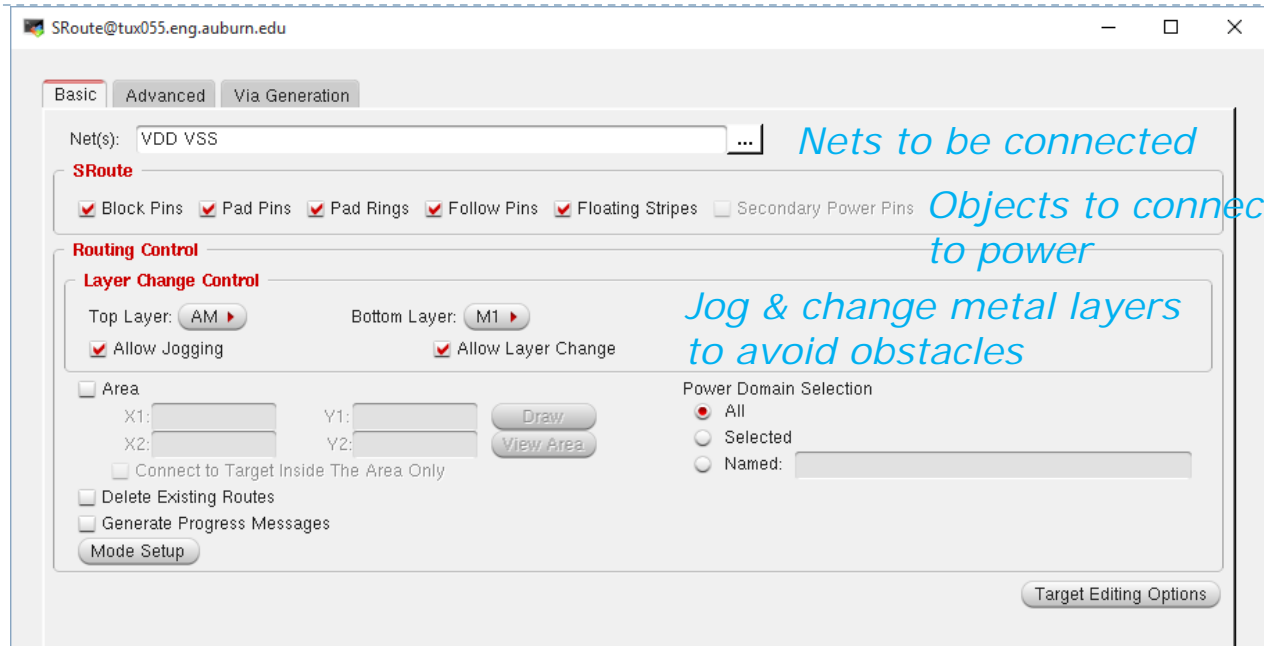 SRoute@tux055.eng.auburn.edu
Basic Advanced Via Generation
Net(s): VDD VSS ... Nets to be connected
SRoute
Block Pins Pad Pins Pad Rings Follow Pins Floating Stripes Secondary Power Pins Objects to connec
to power
Routing Control
Layer Change Control
Top Layer: AM Bottom Layer: M1 Jog & change metal layers
Allow Jogging Allow Layer Change to avoid obstacles
Area Power Domain Selection
X1: Y1: Draw All
X2: Y2: View Area Selected
Connect to Target Inside The Area Only Named:
Delete Existing Routes
Generate Progress Messages
Mode Setup
Target Editing Options